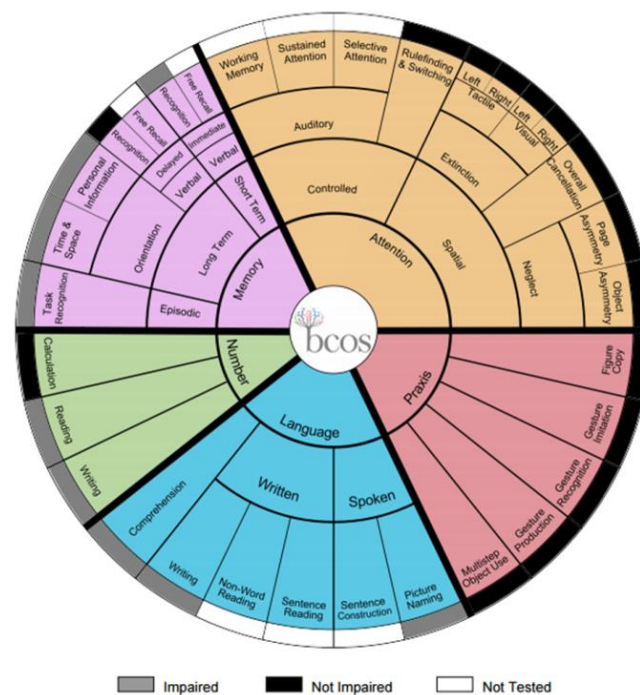 Working
Memory
Sustained
Attention
Selective
Attention
Rulefinding
& Switching
Left
Right
Tactile
Left
Right
Visual
Overall
Cancellation
Page
Asymmetry
Object
Asymmetry
Auditory
Extinction
Neglect
Controlled
Spatial
Attention
Free Recall
Recognition
Immediate
Verbal
Short Term
Free Recall
Recognition
Delayed
Verbal
Personal
Information
Time &
Space
Orientation
Long Term
Task
Recognition
Episodic
Memory
bcos
Calculation
Reading
Writing
Number
Comprehension
Writing
Non-Word
Reading
Sentence
Reading
Written
Language
Spoken
Sentence
Construction
Picture
Naming
Praxis
Figure
Copy
Gesture
Imitation
Gesture
Recognition
Gesture
Production
Multistep
Object Use
Impaired
Not Impaired
Not Tested